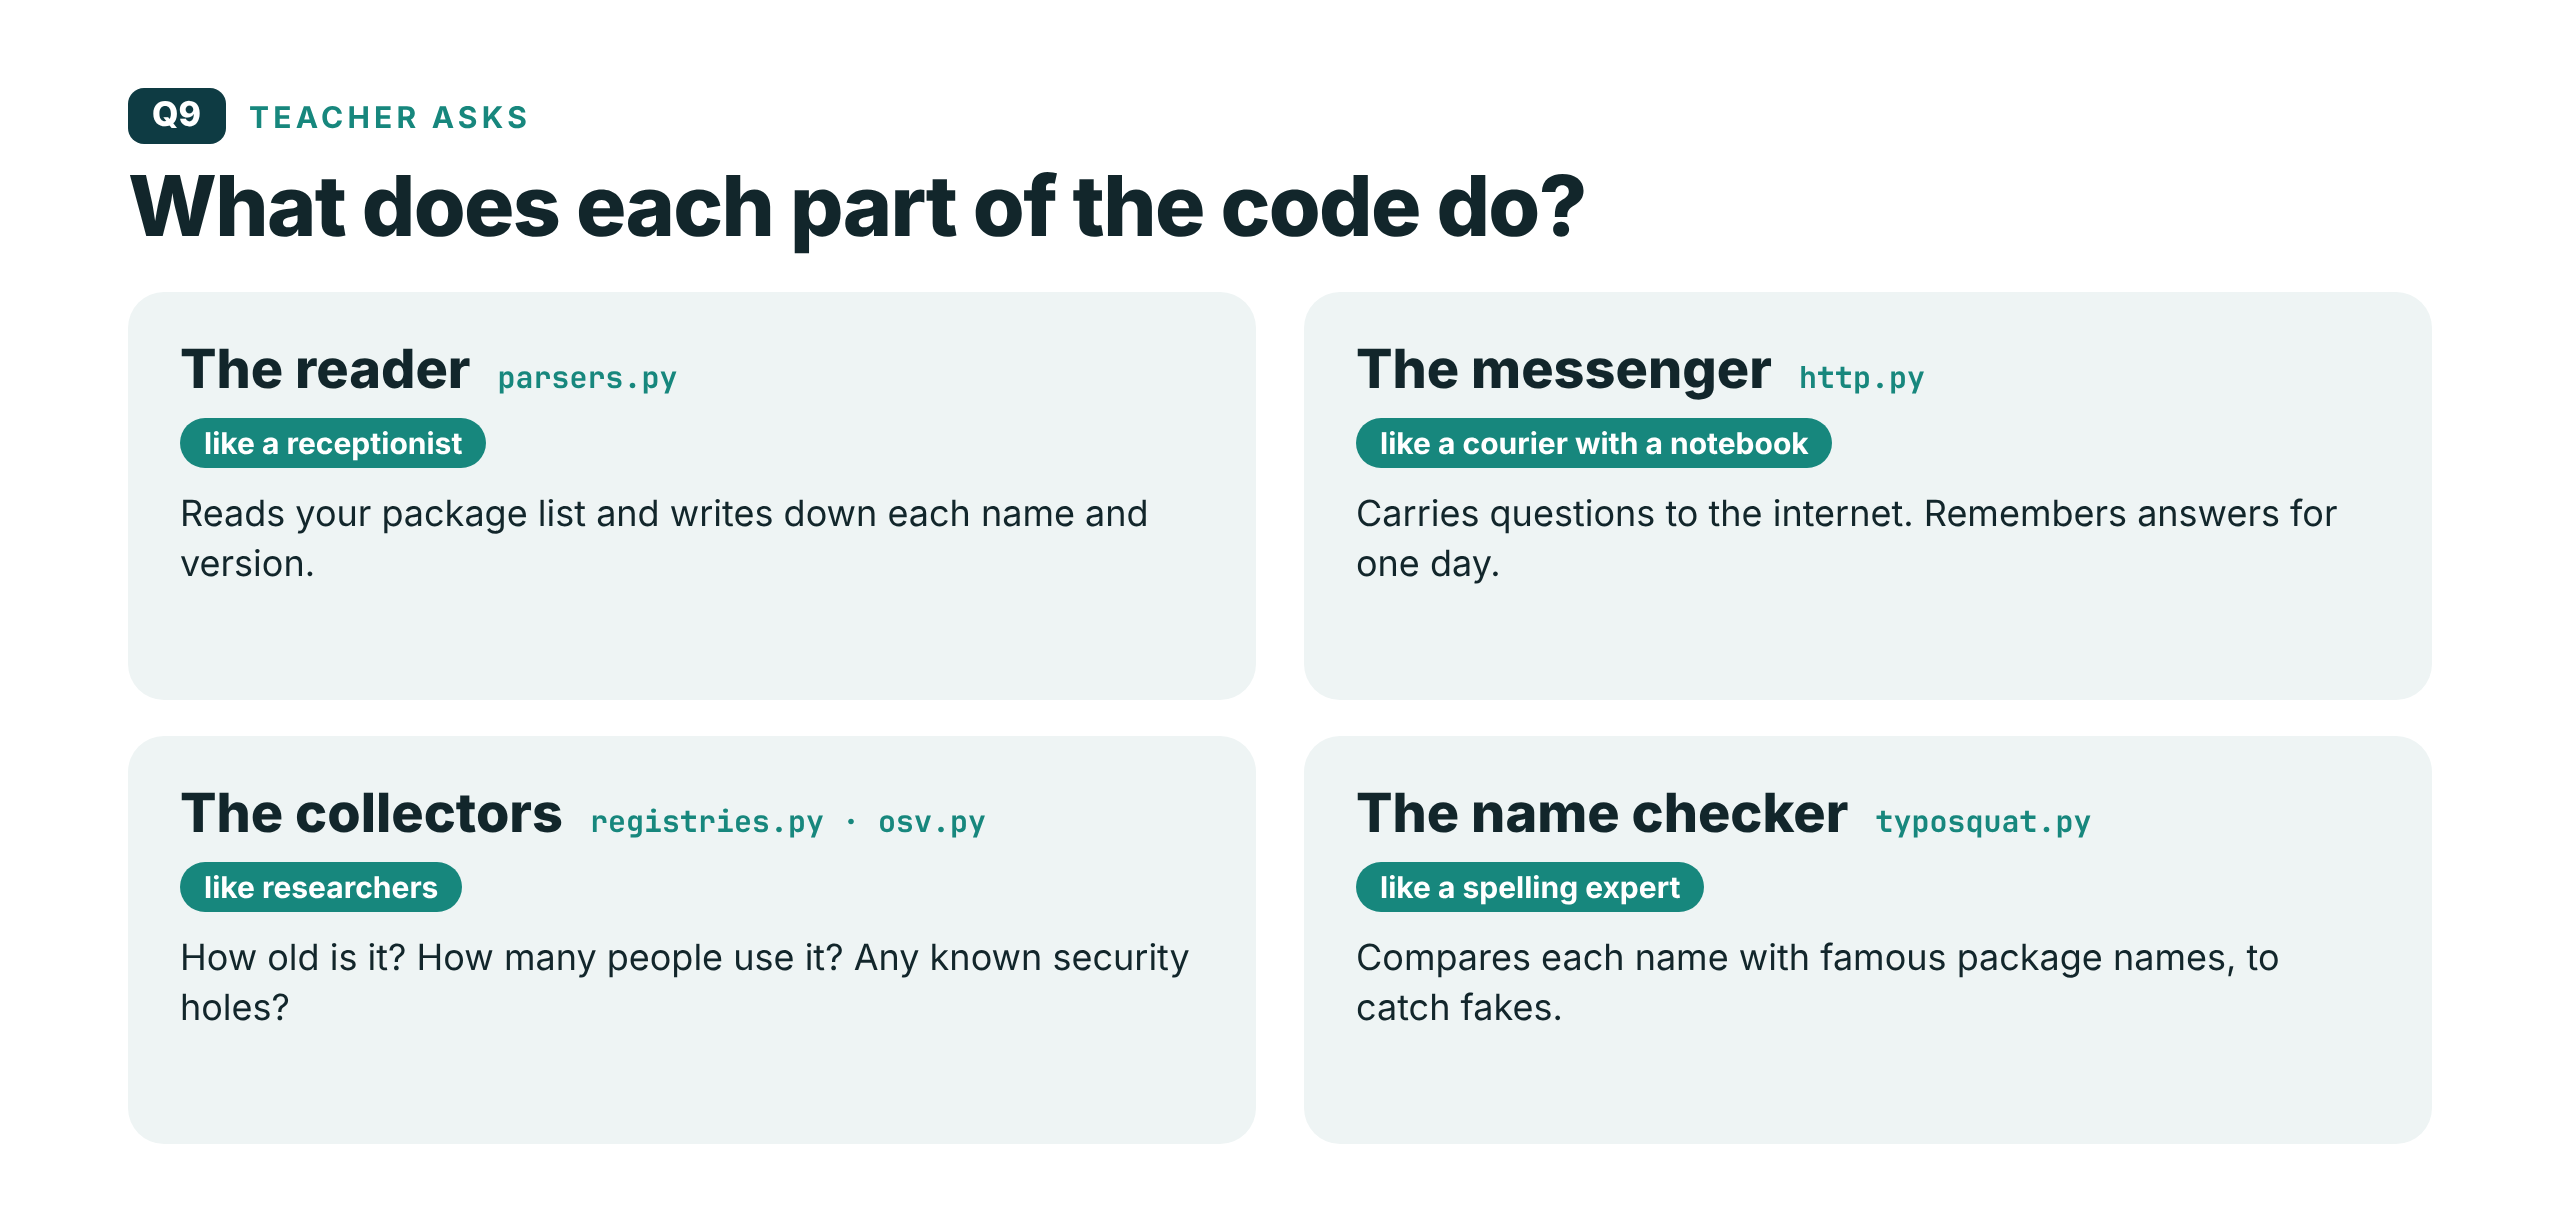 Q9 TEACHER ASKS
What does each part of the code do?
The reader parsers.py
like a receptionist
Reads your package list and writes down each name and
version.
The messenger http.py
like a courier with a notebook
Carries questions to the internet. Remembers answers for
one day.
The collectors registries.py · osv.py
like researchers
How old is it? How many people use it? Any known security
holes?
The name checker typosquat.py
like a spelling expert
Compares each name with famous package names, to
catch fakes.